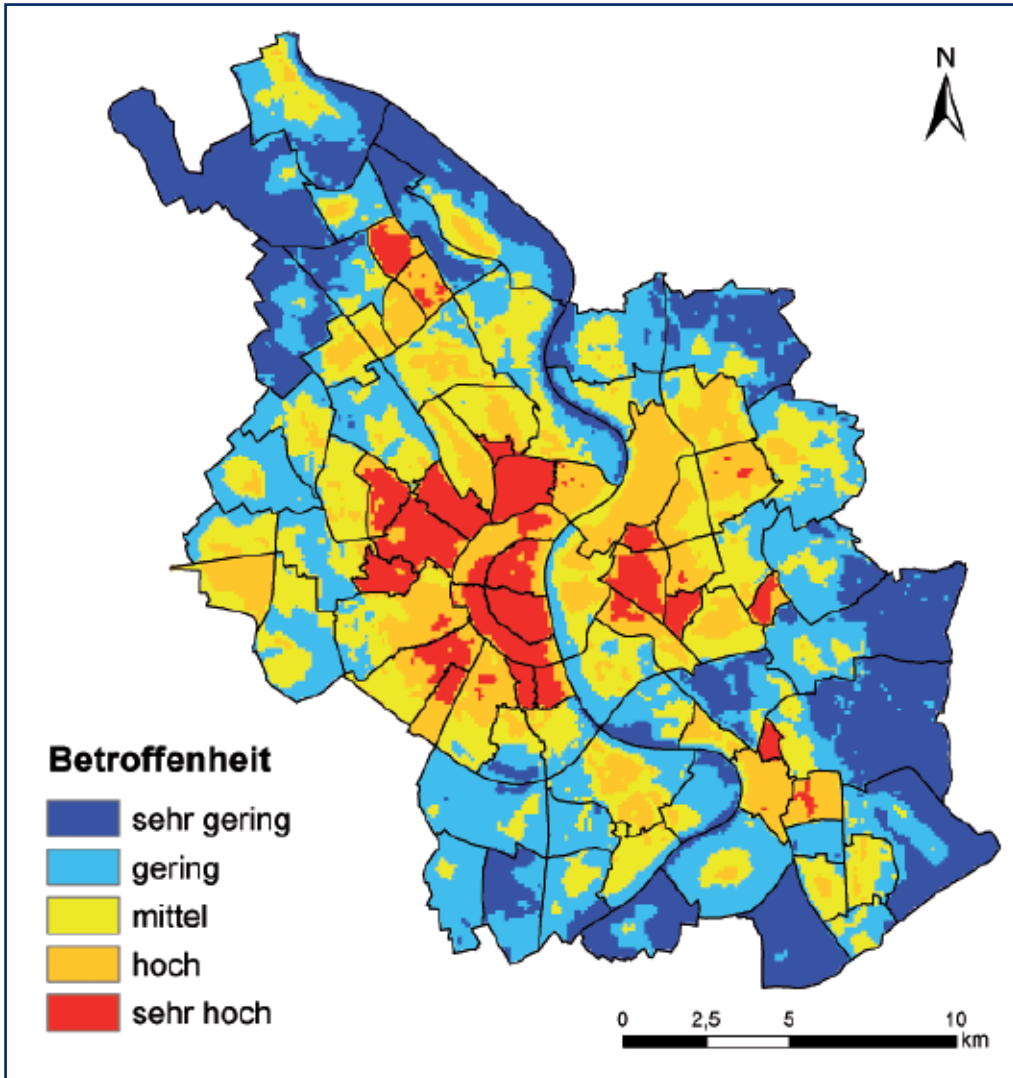 N
Betroffenheit
sehr gering
gering
mittel
hoch
sehr hoch
0 2,5 5 10
km